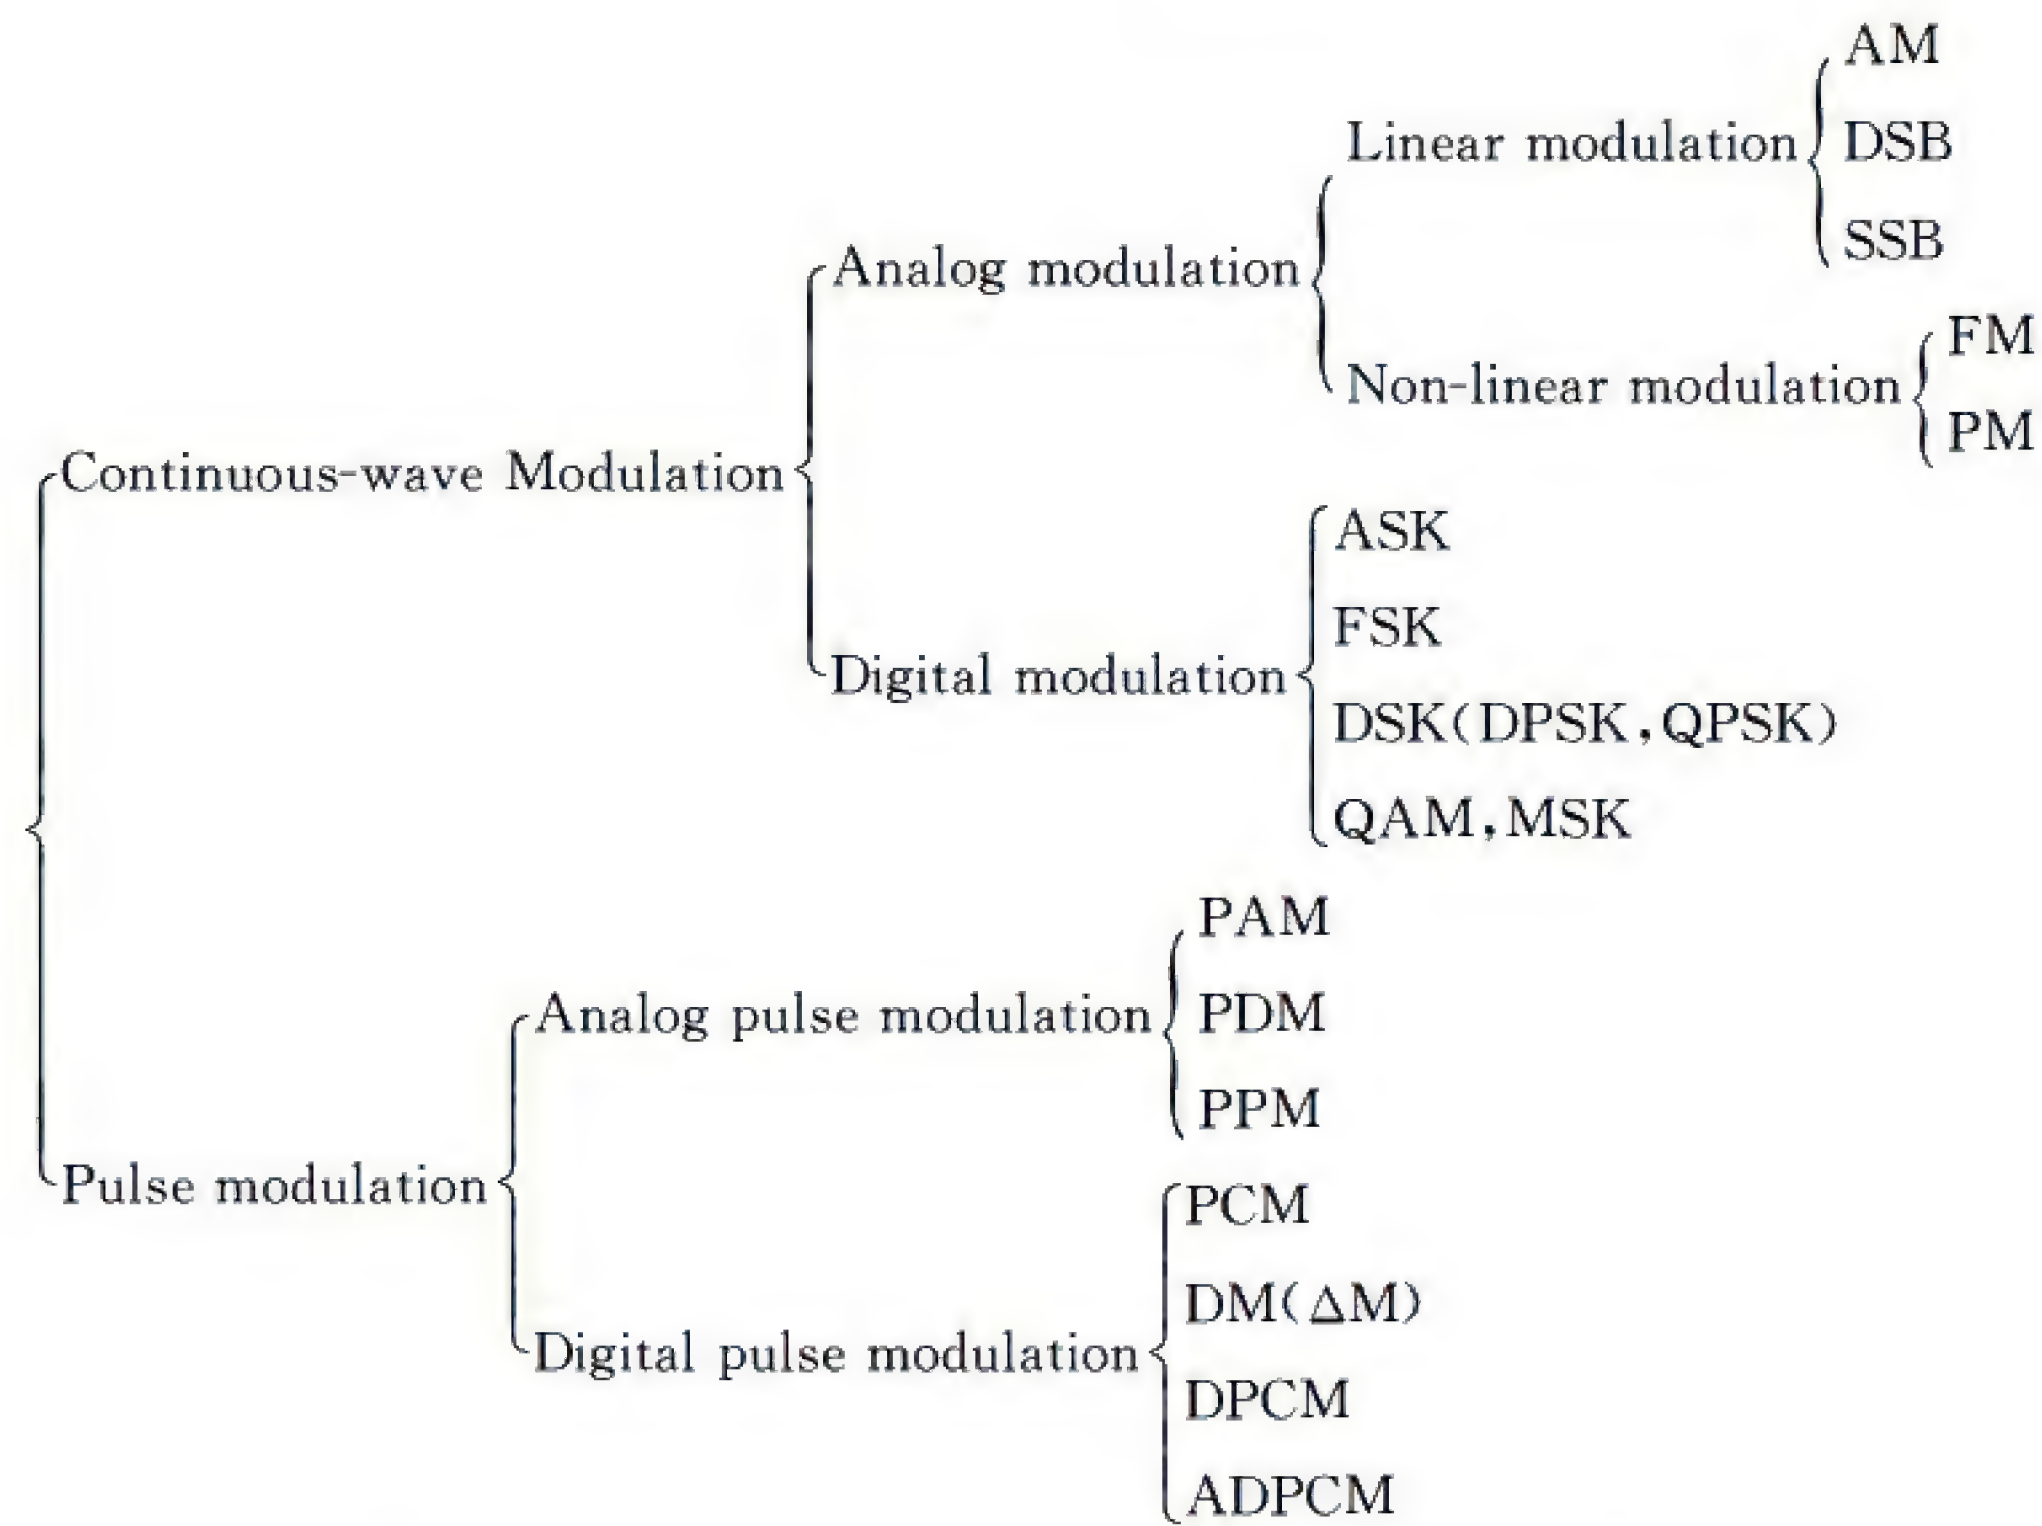 AM
Linear modulation
DSB
SSB
Analog modulation
FM
Non-linear modulation
PM
Continuous-wave Modulation
ASK
FSK
Digital modulation
DSK(DPSK,QPSK)
QAM,MSK
PAM
Analog pulse modulation
PDM
PPM
Pulse modulation
PCM
DM(ΔM)
Digital pulse modulation
DPCM
ADPCM